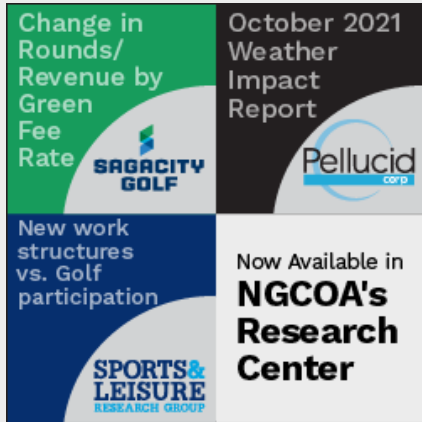 Change in
Rounds/
Revenue by
Green
Fee
Rate
SAGACITY
GOLF
October 2021
Weather
Impact
Report
Pellucid
corp
New work
structures
vs. Golf
participation
SPORTS&
LEISURE
RESEARCH GROUP
Now Available in
NGCOA's
Research
Center